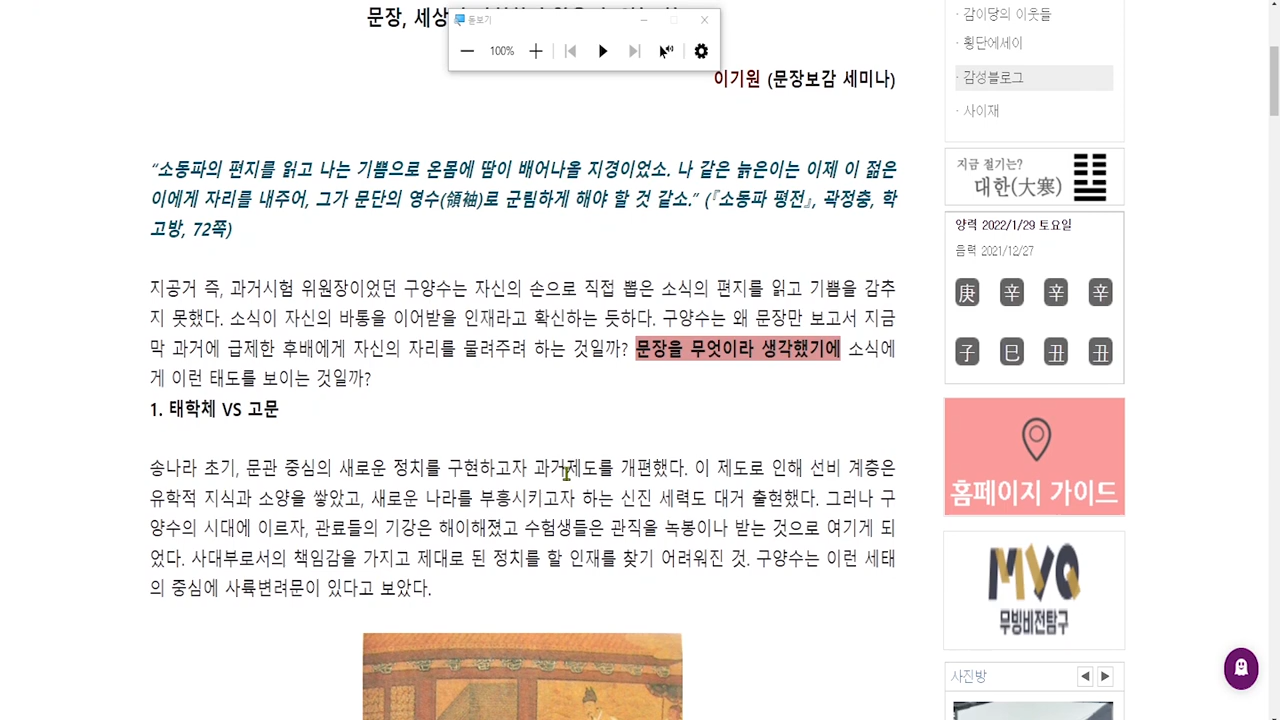 문장, 세상
돋보기
100%
이기원 (문장보감 세미나)
“소동파의 편지를 읽고 나는 기쁨으로 온몸에 땀이 배어나올 지경이었소. 나 같은 늙은이는 이제 이 젊은
이에게 자리를 내주어, 그가 문단의 영수(領袖)로 군림하게 해야 할 것 같소.” (『소동파 평전』, 곽정충, 학
고방, 72쪽)
지공거 즉, 과거시험 위원장이었던 구양수는 자신의 손으로 직접 뽑은 소식의 편지를 읽고 기쁨을 감추
지 못했다. 소식이 자신의 바통을 이어받을 인재라고 확신하는 듯하다. 구양수는 왜 문장만 보고서 지금
막 과거에 급제한 후배에게 자신의 자리를 물려주려 하는 것일까? 문장을 무엇이라 생각했기에 소식에
게 이런 태도를 보이는 것일까?
1. 태학체 VS 고문
송나라 초기, 문관 중심의 새로운 정치를 구현하고자 과거제도를 개편했다. 이 제도로 인해 선비 계층은
유학적 지식과 소양을 쌓았고, 새로운 나라를 부흥시키고자 하는 신진 세력도 대거 출현했다. 그러나 구
양수의 시대에 이르자, 관료들의 기강은 해이해졌고 수험생들은 관직을 녹봉이나 받는 것으로 여기게 되
었다. 사대부로서의 책임감을 가지고 제대로 된 정치를 할 인재를 찾기 어려워진 것. 구양수는 이런 세태
의 중심에 사륙변려문이 있다고 보았다.
· 감이당의 이웃들
· 횡단에세이
· 감성블로그
· 사이재
지금 절기는?
대한(大寒)
양력 2022/1/29 토요일
음력 2021/12/27
庚 辛 辛 辛
子 巳 丑 丑
홈페이지 가이드
MVQ
무빙비전탐구
사진방